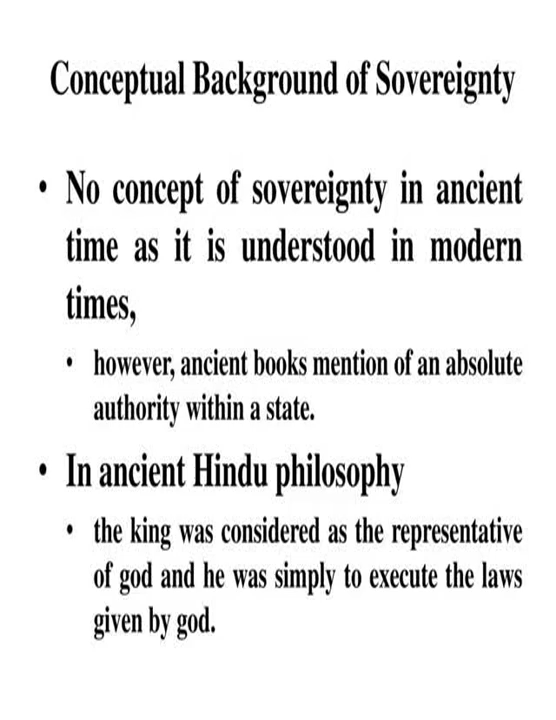 Conceptual Background of Sovereignty
• No concept of sovereignty in ancient
time as it is understood in modern
times,
• however, ancient books mention of an absolute
authority within a state.
• In ancient Hindu philosophy
• the king was considered as the representative
of god and he was simply to execute the laws
given by god.